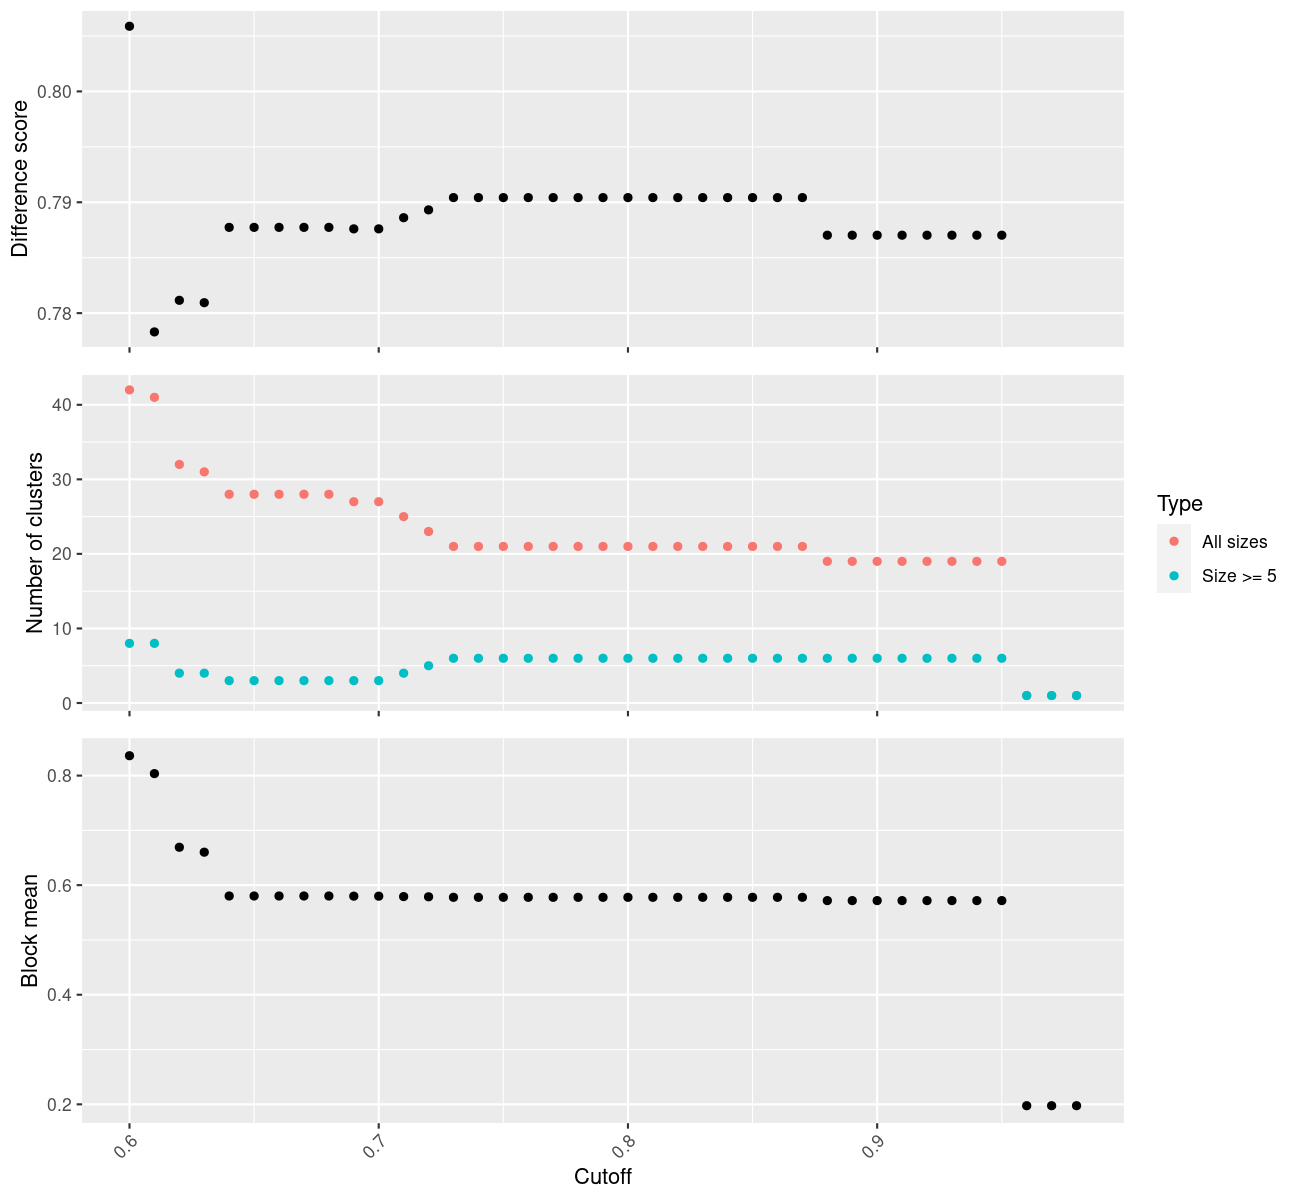 Difference score
0.80
0.79
0.78
Number of clusters
40
30
20
10
0
Type
All sizes
Size >= 5
Block mean
0.8
0.6
0.4
0.2
0.6 0.7 0.8 0.9
Cutoff